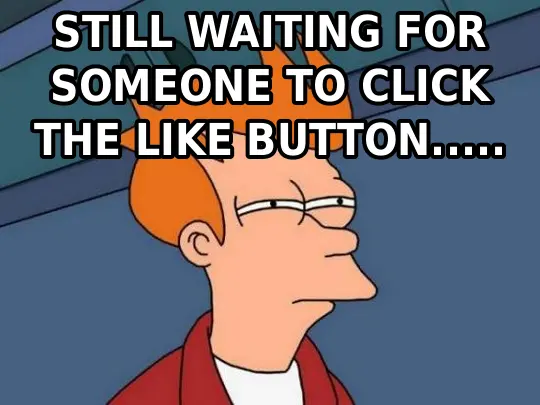 STILL WAITING FOR
SOMEONE TO CLICK
THE LIKE BUTTON.....